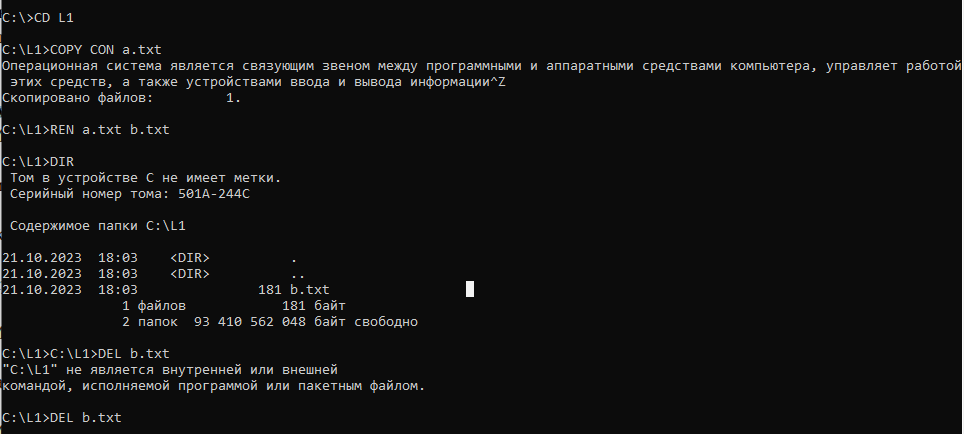 C:\>CD L1
C:\L1>COPY CON a.txt
Операционная система является связующим звеном между программными и аппаратными средствами компьютера, управляет работой
 этих средств, а также устройствами ввода и вывода информации^Z
Скопировано файлов:         1.
C:\L1>REN a.txt b.txt
C:\L1>DIR
 Том в устройстве C не имеет метки.
 Серийный номер тома: 501A-244C
 Содержимое папки C:\L1
21.10.2023  18:03    <DIR>          .
21.10.2023  18:03    <DIR>          ..
21.10.2023  18:03               181 b.txt
               1 файлов            181 байт
               2 папок  93 410 562 048 байт свободно
C:\L1>C:\L1>DEL b.txt
"C:\L1" не является внутренней или внешней
командой, исполняемой программой или пакетным файлом.
C:\L1>DEL b.txt